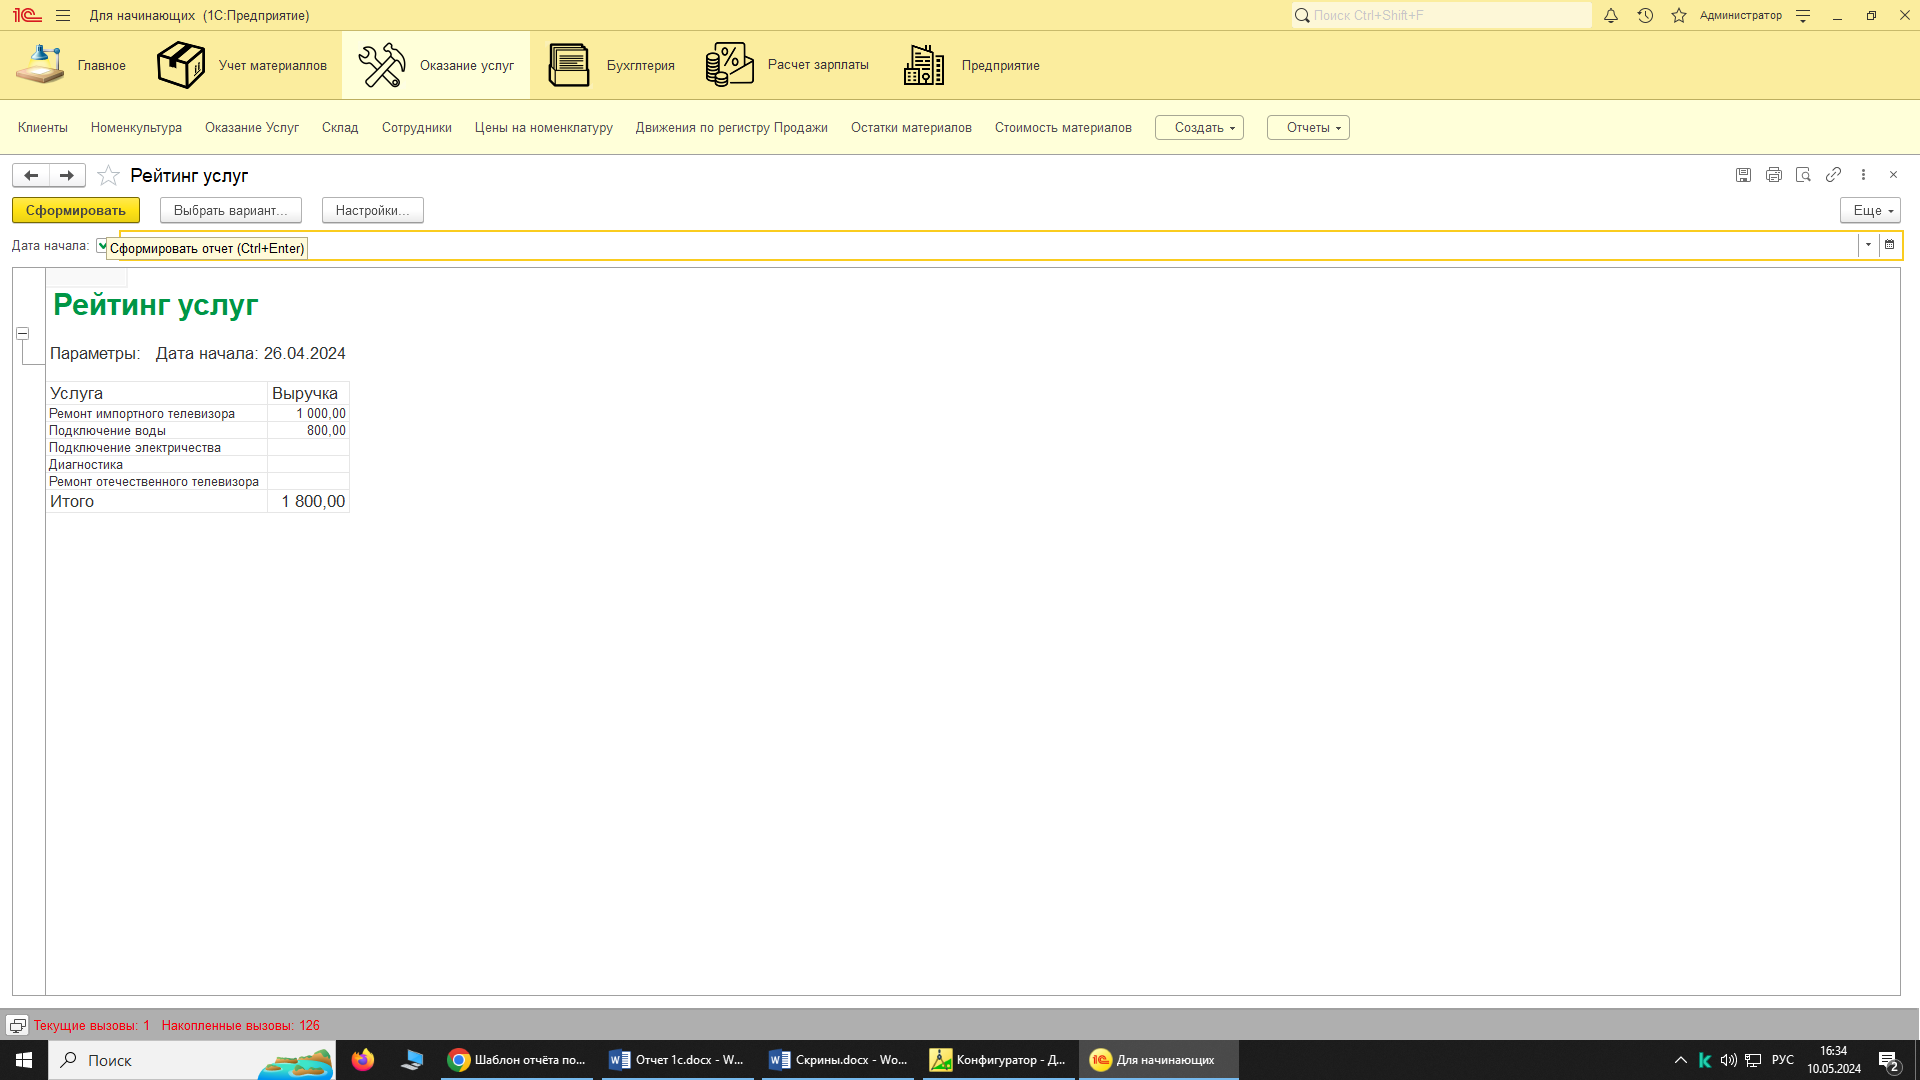 1С Для начинающих (1С:Предприятие) Поиск Ctrl+Shift+F Администратор
Главное Учет материаллов Оказание услуг Бухглтерия Расчет зарплаты Предприятие
Клиенты Номенкультура Оказание Услуг Склад Сотрудники Цены на номенклатуру Движения по регистру Продажи Остатки материалов Стоимость материалов Создать Отчеты
Рейтинг услуг
Сформировать Выбрать вариант... Настройки... Еще
Дата начала: Сформировать отчет (Ctrl+Enter)
Рейтинг услуг
Параметры: Дата начала: 26.04.2024
Услуга Выручка
Ремонт импортного телевизора 1 000,00
Подключение воды 800,00
Подключение электричества
Диагностика
Ремонт отечественного телевизора
Итого 1 800,00
Текущие вызовы: 1 Накопленные вызовы: 126
Поиск Шаблон отчёта по... Отчет 1с.docx - W... Скрины.docx - Wo... Конфигуратор - Д... Для начинающих РУС 16:34
10.05.2024 2